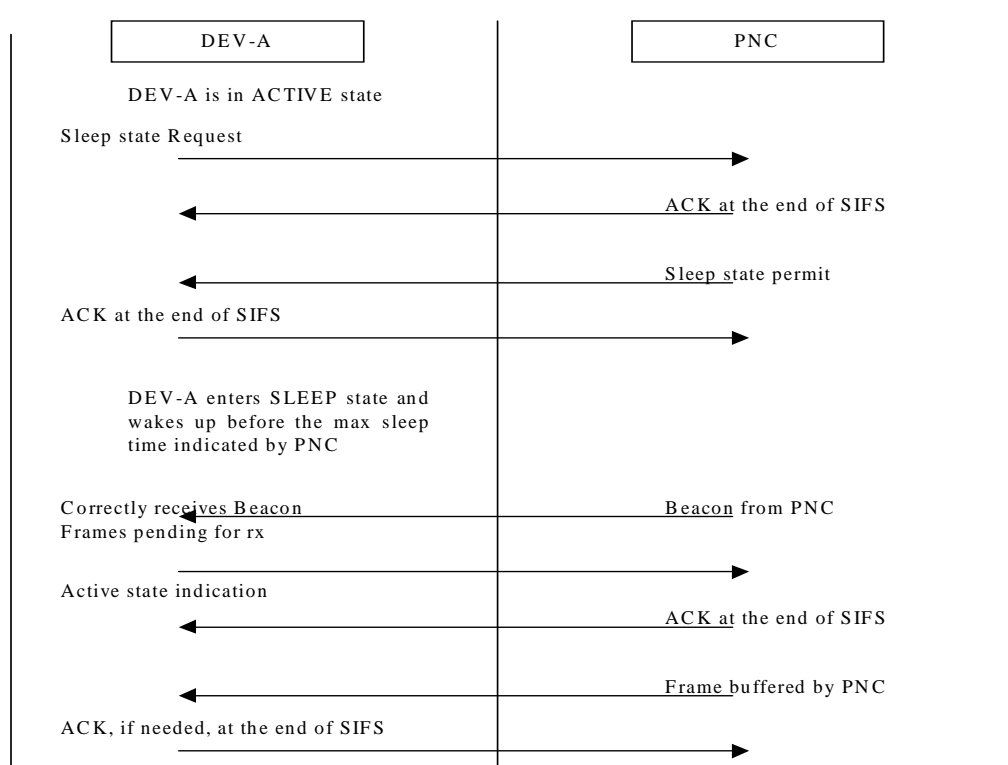 DEV-A
PNC
DEV-A is in ACTIVE state
Sleep state Request
ACK at the end of SIFS
Sleep state permit
ACK at the end of SIFS
DEV-A enters SLEEP state and
wakes up before the max sleep
time indicated by PNC
Correctly receives Beacon
Frames pending for rx
Beacon from PNC
Active state indication
ACK at the end of SIFS
Frame buffered by PNC
ACK, if needed, at the end of SIFS